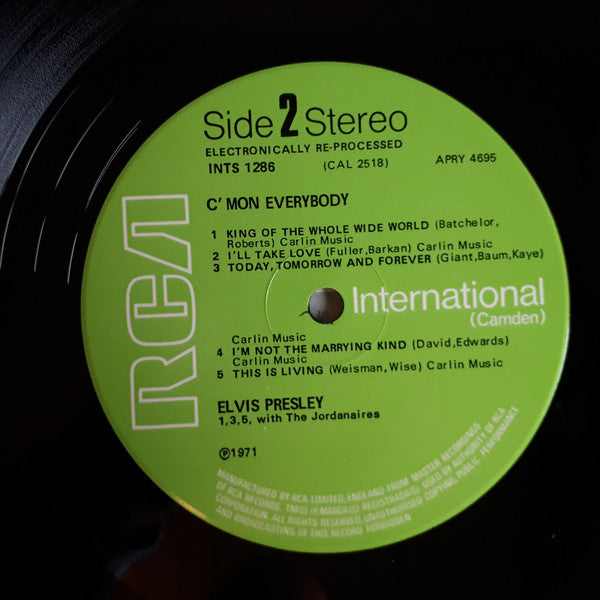 Side 2 Stereo
ELECTRONICALLY RE-PROCESSED
INTS 1286 (CAL 2518) APRY 4695
C' MON EVERYBODY
1 KING OF THE WHOLE WIDE WORLD (Batchelor,
Roberts) Carlin Music
2 I'LL TAKE LOVE (Fuller,Barkan) Carlin Music
3 TODAY, TOMORROW AND FOREVER (Giant,Baum,Kaye)
RCA
International
(Camden)
Carlin Music
4 I'M NOT THE MARRYING KIND (David,Edwards)
Carlin Music
5 THIS IS LIVING (Weisman,Wise) Carlin Music
ELVIS PRESLEY
1,3,5, with The Jordanaires
℗1971
MANUFACTURED BY RCA LIMITED, ENGLAND FROM MASTER RECORDINGS
OF RCA RECORDS. TM(S) ® MARCA(S) REGISTRADA(S). USED BY AUTHORITY OF RCA
CORPORATION. ALL RIGHTS RESERVED. UNAUTHORISED COPYING, PUBLIC PERFORMANCE
AND BROADCASTING OF THIS RECORD FORBIDDEN